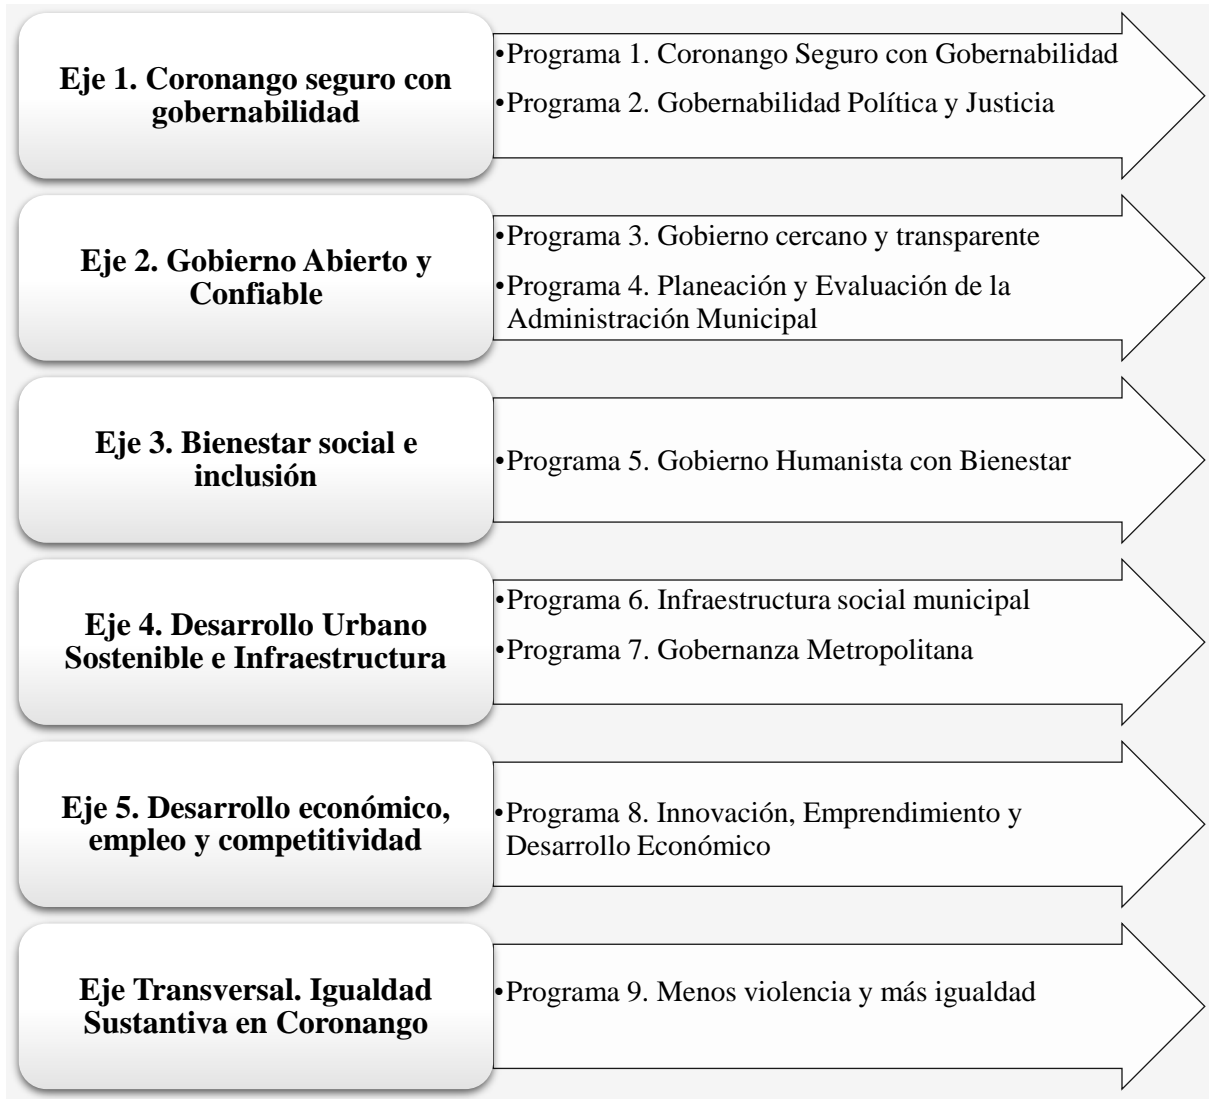 Eje 1. Coronango seguro con
gobernabilidad
•Programa 1. Coronango Seguro con Gobernabilidad
•Programa 2. Gobernabilidad Política y Justicia
Eje 2. Gobierno Abierto y
Confiable
•Programa 3. Gobierno cercano y transparente
•Programa 4. Planeación y Evaluación de la
Administración Municipal
Eje 3. Bienestar social e
inclusión
•Programa 5. Gobierno Humanista con Bienestar
Eje 4. Desarrollo Urbano
Sostenible e Infraestructura
•Programa 6. Infraestructura social municipal
•Programa 7. Gobernanza Metropolitana
Eje 5. Desarrollo económico,
empleo y competitividad
•Programa 8. Innovación, Emprendimiento y
Desarrollo Económico
Eje Transversal. Igualdad
Sustantiva en Coronango
•Programa 9. Menos violencia y más igualdad